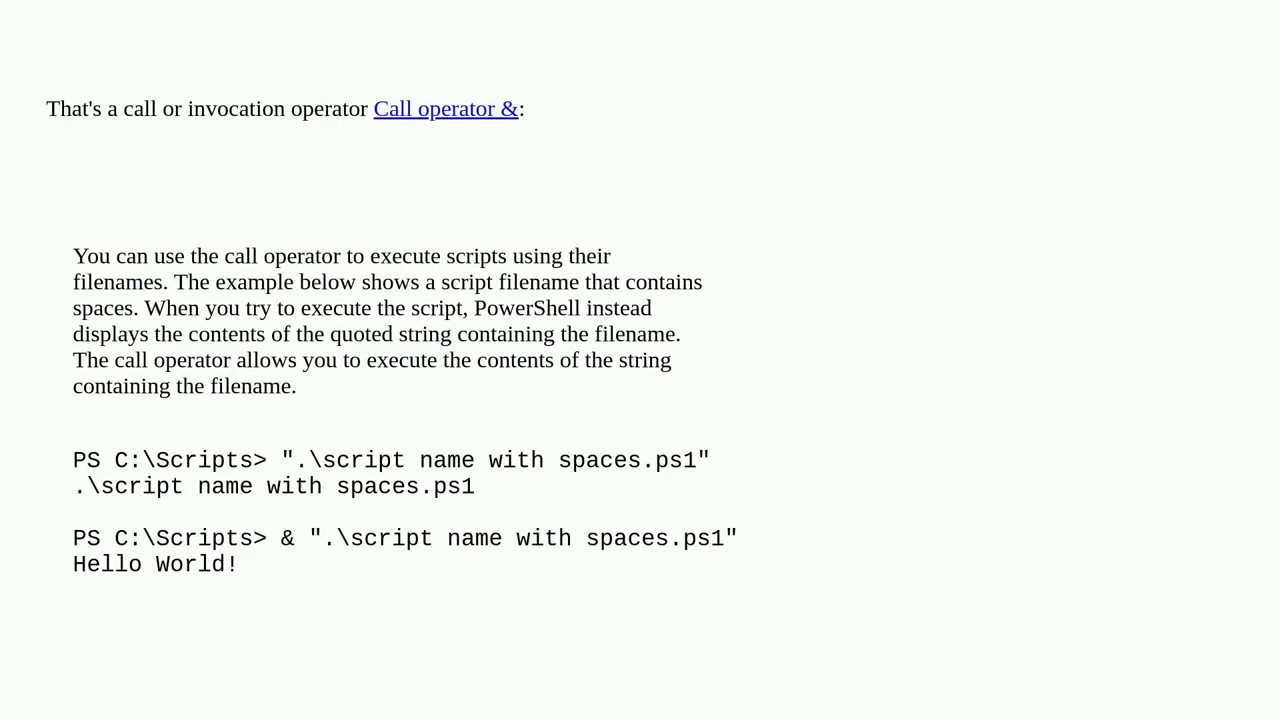 That's a call or invocation operator Call operator &:
You can use the call operator to execute scripts using their
filenames. The example below shows a script filename that contains
spaces. When you try to execute the script, PowerShell instead
displays the contents of the quoted string containing the filename.
The call operator allows you to execute the contents of the string
containing the filename.
PS C:\Scripts> ".\script name with spaces.ps1"
.\script name with spaces.ps1
PS C:\Scripts> & ".\script name with spaces.ps1"
Hello World!